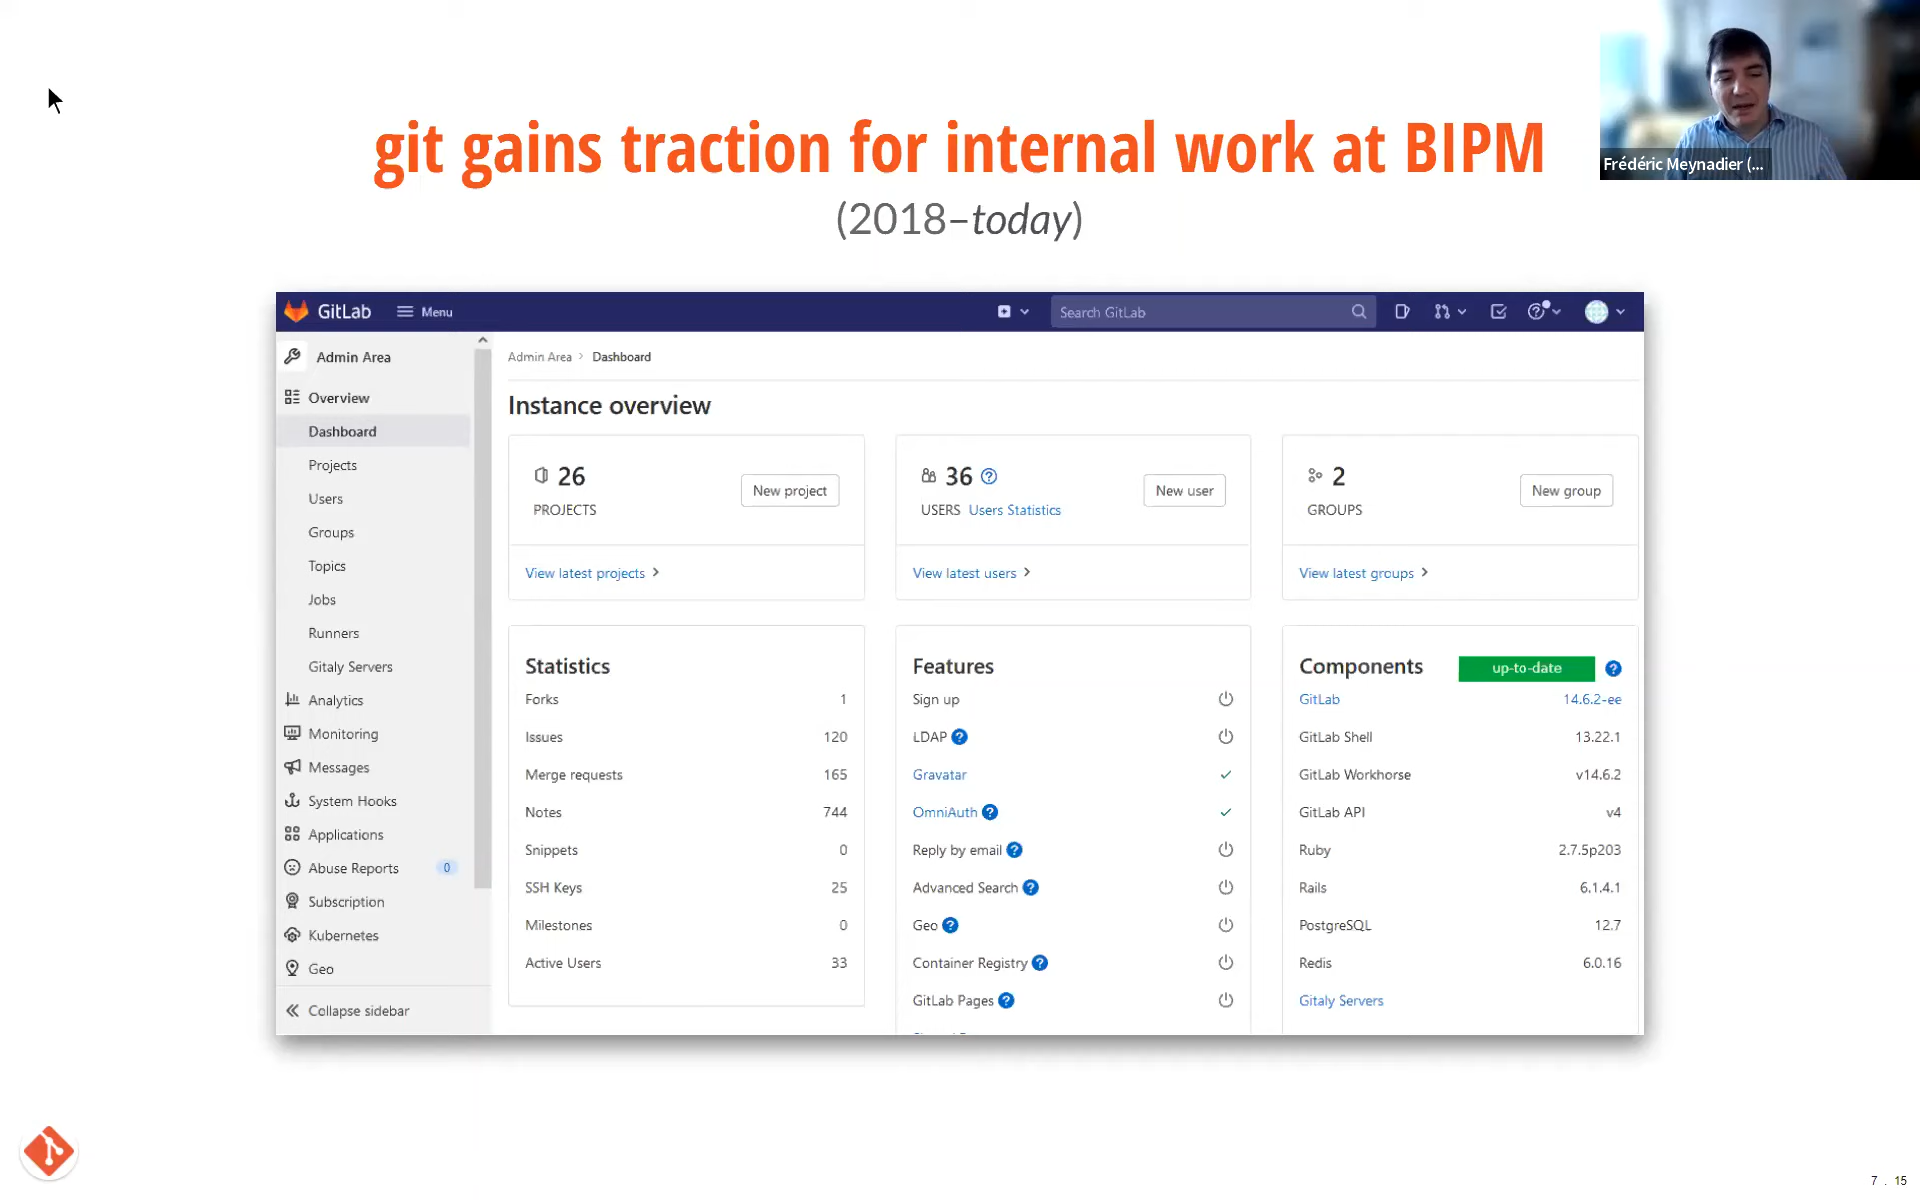 git gains traction for internal work at BIPM
(2018–today)
Frédéric Meynadier (...
GitLab
Menu
Search GitLab
Admin Area
Overview
Dashboard
Projects
Users
Groups
Topics
Jobs
Runners
Gitaly Servers
Analytics
Monitoring
Messages
System Hooks
Applications
Abuse Reports 0
Subscription
Kubernetes
Geo
Collapse sidebar
Admin Area > Dashboard
Instance overview
26
PROJECTS
New project
View latest projects >
36 ?
USERS Users Statistics
New user
View latest users >
2
GROUPS
New group
View latest groups >
Statistics
Forks 1
Issues 120
Merge requests 165
Notes 744
Snippets 0
SSH Keys 25
Milestones 0
Active Users 33
Features
Sign up
LDAP ?
Gravatar
OmniAuth ?
Reply by email ?
Advanced Search ?
Geo ?
Container Registry ?
GitLab Pages ?
Components up-to-date ?
GitLab 14.6.2-ee
GitLab Shell 13.22.1
GitLab Workhorse v14.6.2
GitLab API v4
Ruby 2.7.5p203
Rails 6.1.4.1
PostgreSQL 12.7
Redis 6.0.16
Gitaly Servers
7 . 15